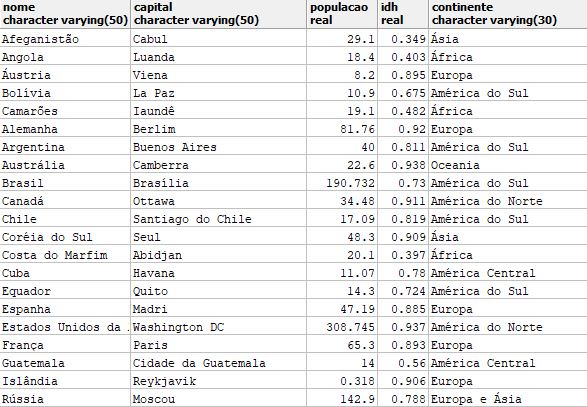 nome capital populacao idh continente
character varying(50) character varying(50) real real character varying(30)
Afeganistão Cabul 29.1 0.349 Ásia
Angola Luanda 18.4 0.403 África
Áustria Viena 8.2 0.895 Europa
Bolívia La Paz 10.9 0.675 América do Sul
Camarões Iaundê 19.1 0.482 África
Alemanha Berlim 81.76 0.92 Europa
Argentina Buenos Aires 40 0.811 América do Sul
Austrália Camberra 22.6 0.938 Oceania
Brasil Brasília 190.732 0.73 América do Sul
Canadá Ottawa 34.48 0.911 América do Norte
Chile Santiago do Chile 17.09 0.819 América do Sul
Coréia do Sul Seul 48.3 0.909 Ásia
Costa do Marfim Abidjan 20.1 0.397 África
Cuba Havana 11.07 0.78 América Central
Equador Quito 14.3 0.724 América do Sul
Espanha Madri 47.19 0.885 Europa
Estados Unidos da Washington DC 308.745 0.937 América do Norte
França Paris 65.3 0.893 Europa
Guatemala Cidade da Guatemala 14 0.56 América Central
Islândia Reykjavik 0.318 0.906 Europa
Rússia Moscou 142.9 0.788 Europa e Ásia